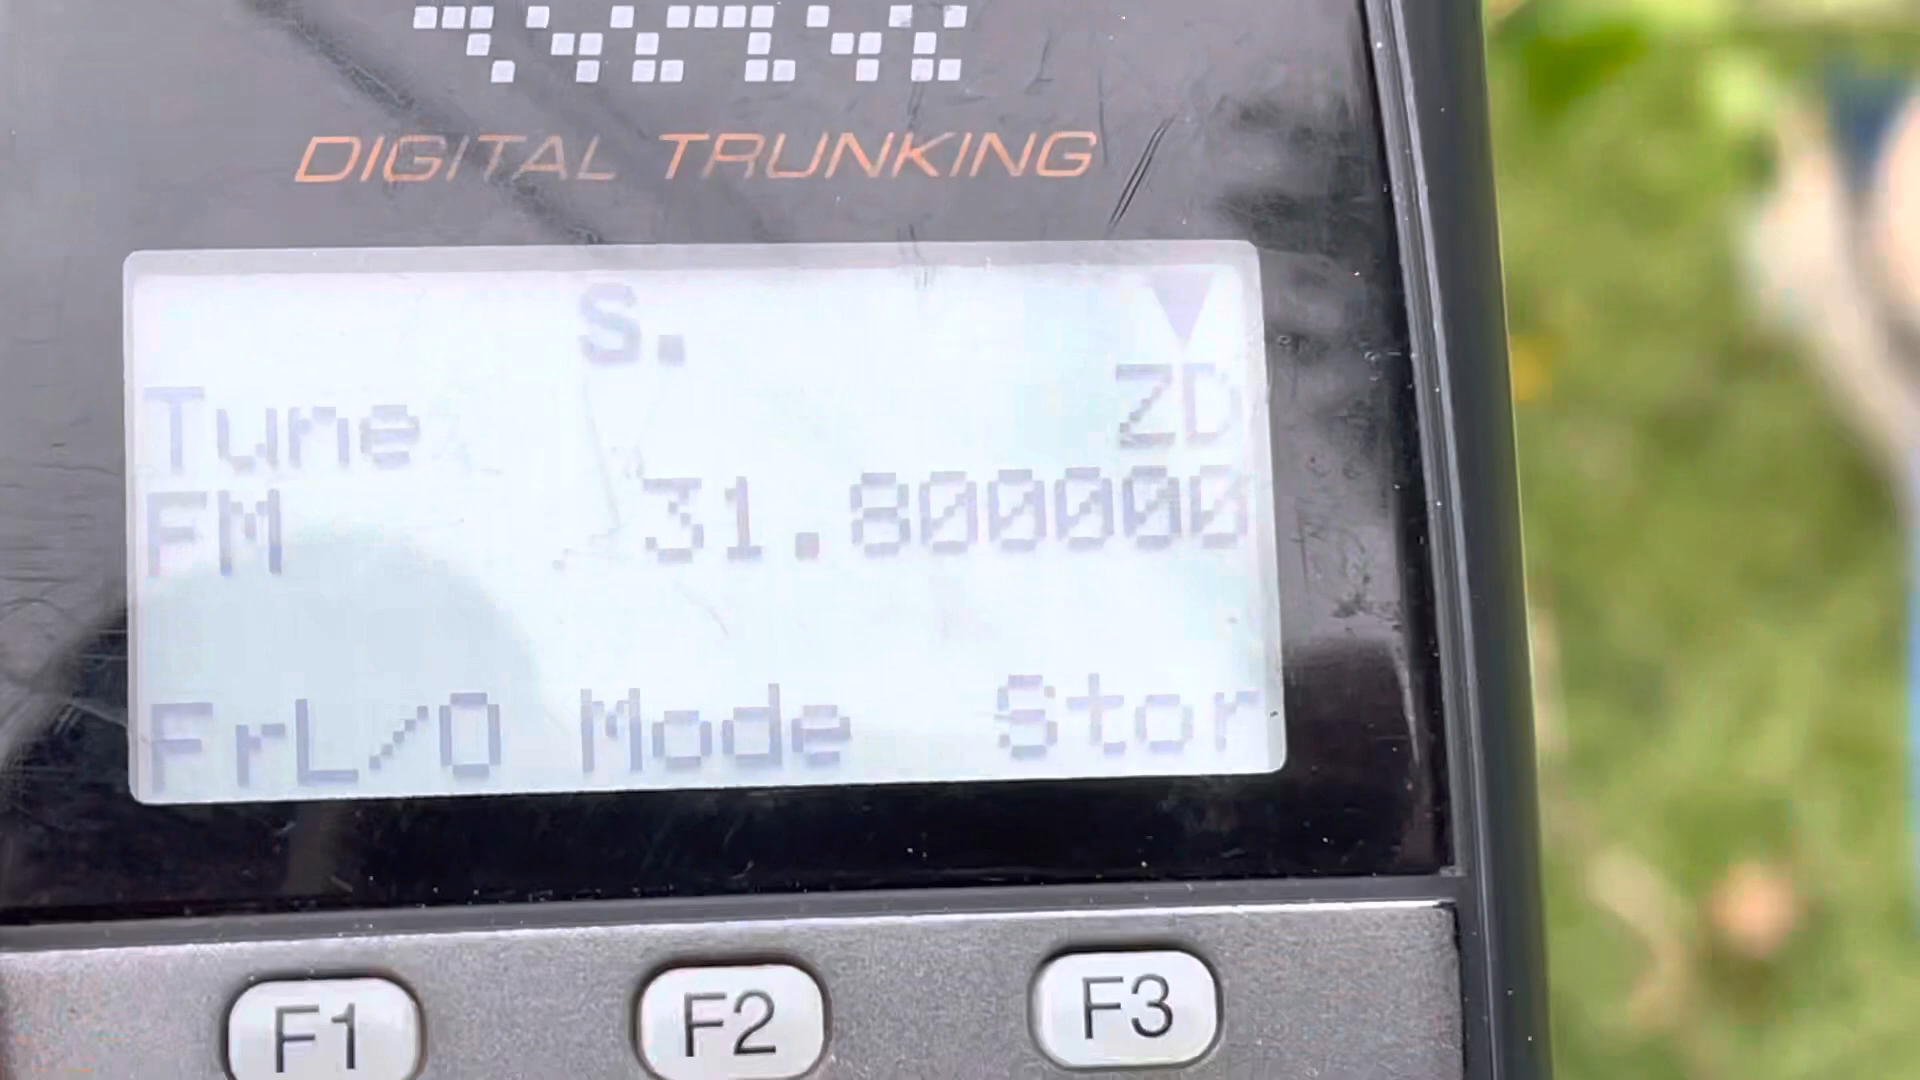 DIGITAL TRUNKING
S.
Tune ZD
FM 31.800000
FrL/O Mode Stor
F1 F2 F3